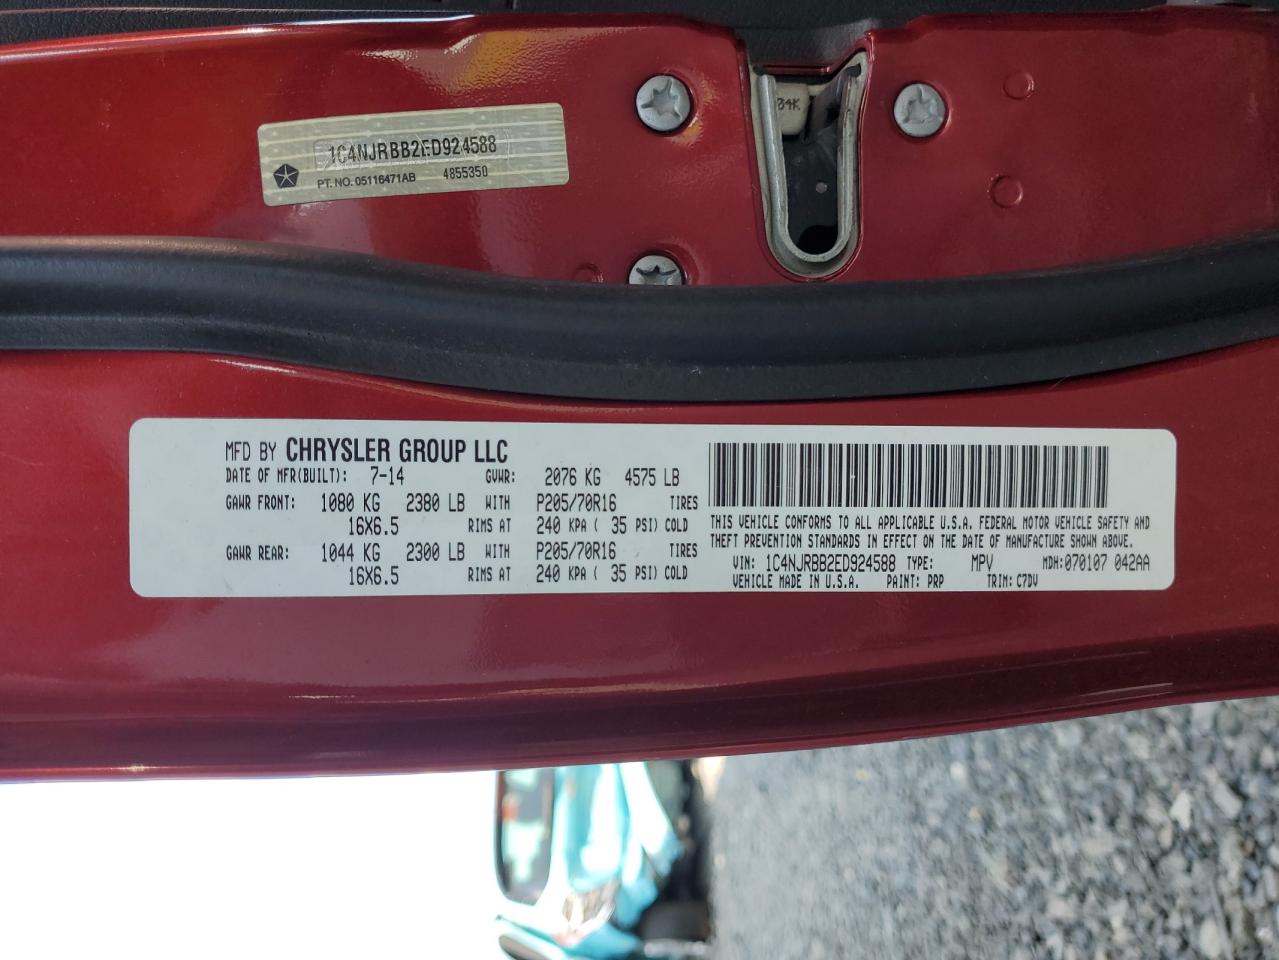 04K
1C4NJRBB2ED924588
PT. NO. 05116471AB 4855350
MFD BY CHRYSLER GROUP LLC
DATE OF MFR(BUILT): 7-14 GVWR: 2076 KG 4575 LB
GAWR FRONT: 1080 KG 2380 LB WITH P205/70R16 TIRES
16X6.5 RIMS AT 240 KPA ( 35 PSI) COLD
GAWR REAR: 1044 KG 2300 LB WITH P205/70R16 TIRES
16X6.5 RIMS AT 240 KPA ( 35 PSI) COLD
THIS VEHICLE CONFORMS TO ALL APPLICABLE U.S.A. FEDERAL MOTOR VEHICLE SAFETY AND
THEFT PREVENTION STANDARDS IN EFFECT ON THE DATE OF MANUFACTURE SHOWN ABOVE.
VIN: 1C4NJRBB2ED924588 TYPE: MPV MDH: 070107 042AA
VEHICLE MADE IN U.S.A. PAINT: PRP TRIM: C7DV